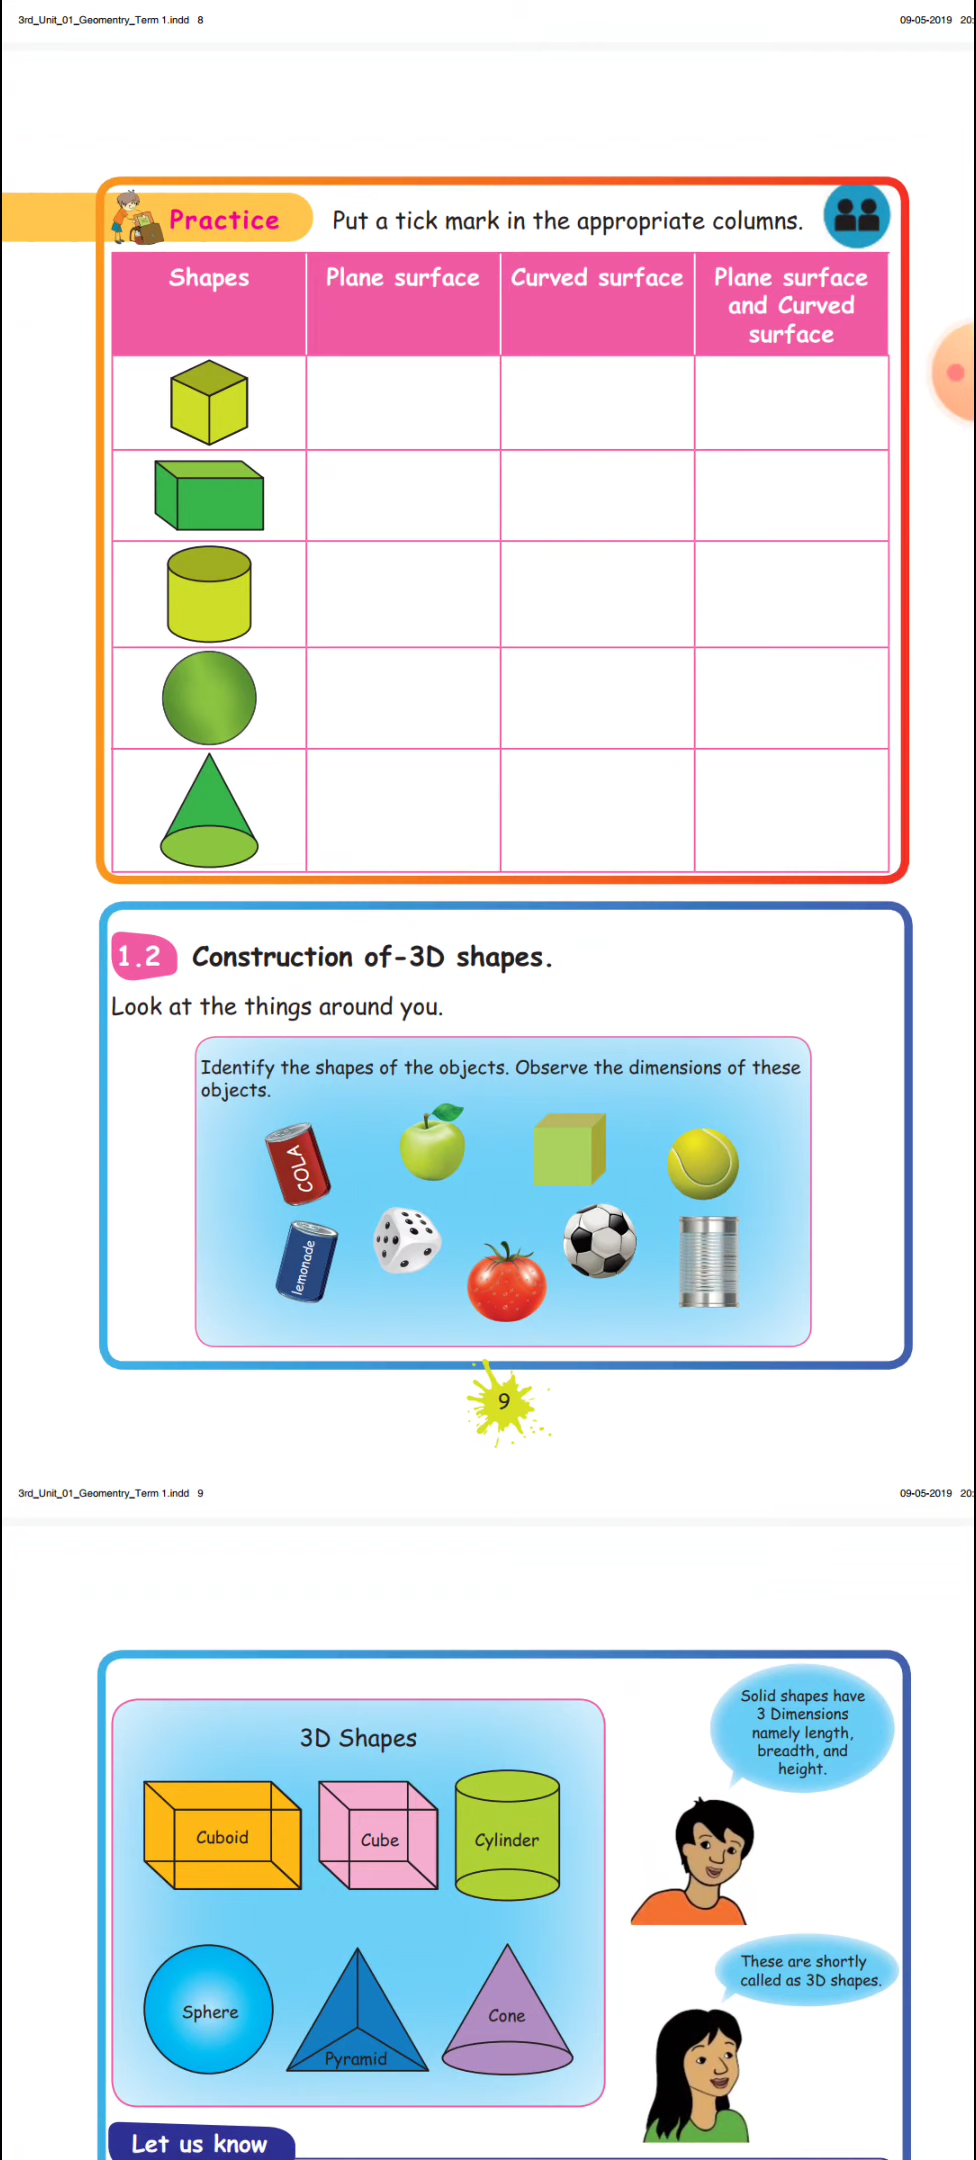 3rd_Unit_01_Geomentry_Term 1.indd 8
09-05-2019 20:
Practice
Put a tick mark in the appropriate columns.
Shapes
Plane surface
Curved surface
Plane surface
and Curved
surface
1.2 Construction of-3D shapes.
Look at the things around you.
Identify the shapes of the objects. Observe the dimensions of these
objects.
COLA
lemonade
9
3rd_Unit_01_Geomentry_Term 1.indd 9
09-05-2019 20:
3D Shapes
Cuboid
Cube
Cylinder
Sphere
Pyramid
Cone
Solid shapes have
3 Dimensions
namely length,
breadth, and
height.
These are shortly
called as 3D shapes.
Let us know